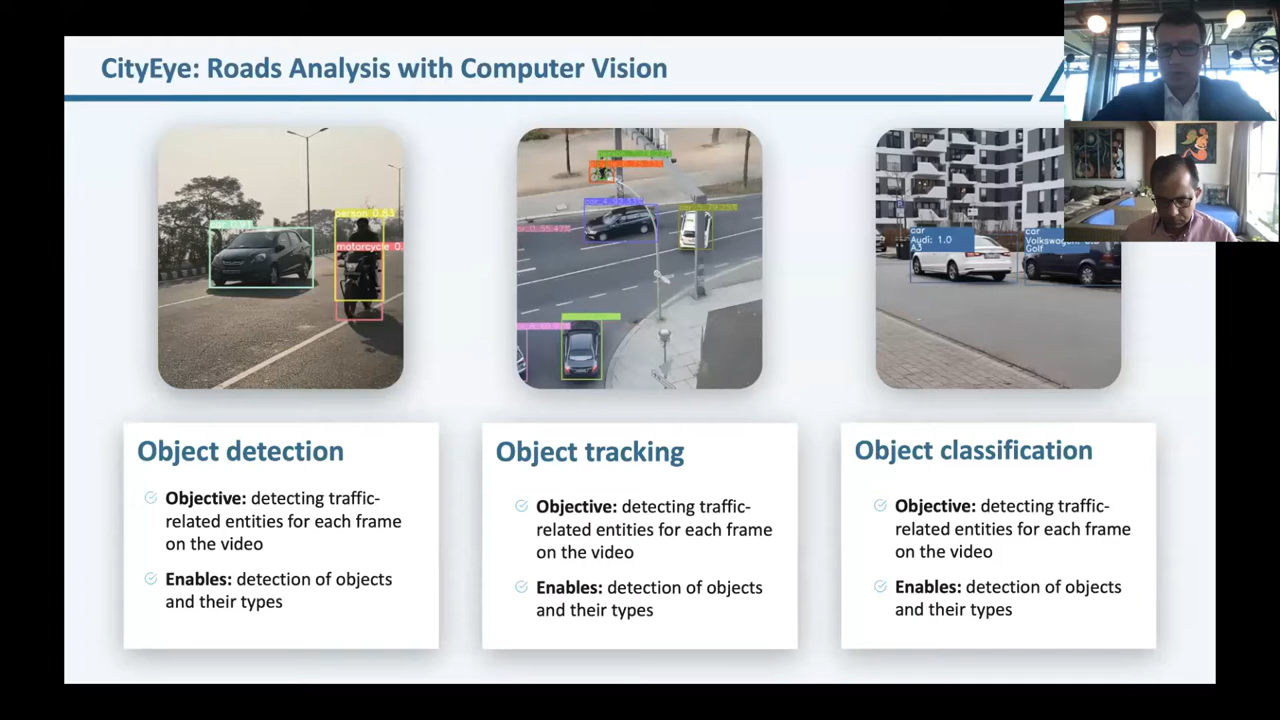 CityEye: Roads Analysis with Computer Vision
car 0.91
person 0.83
motorcycle 0.
car
Audi: 1.0
A3
car
Volkswagen:
Golf
Object detection
Objective: detecting traffic-
related entities for each frame
on the video
Enables: detection of objects
and their types
Object tracking
Objective: detecting traffic-
related entities for each frame
on the video
Enables: detection of objects
and their types
Object classification
Objective: detecting traffic-
related entities for each frame
on the video
Enables: detection of objects
and their types